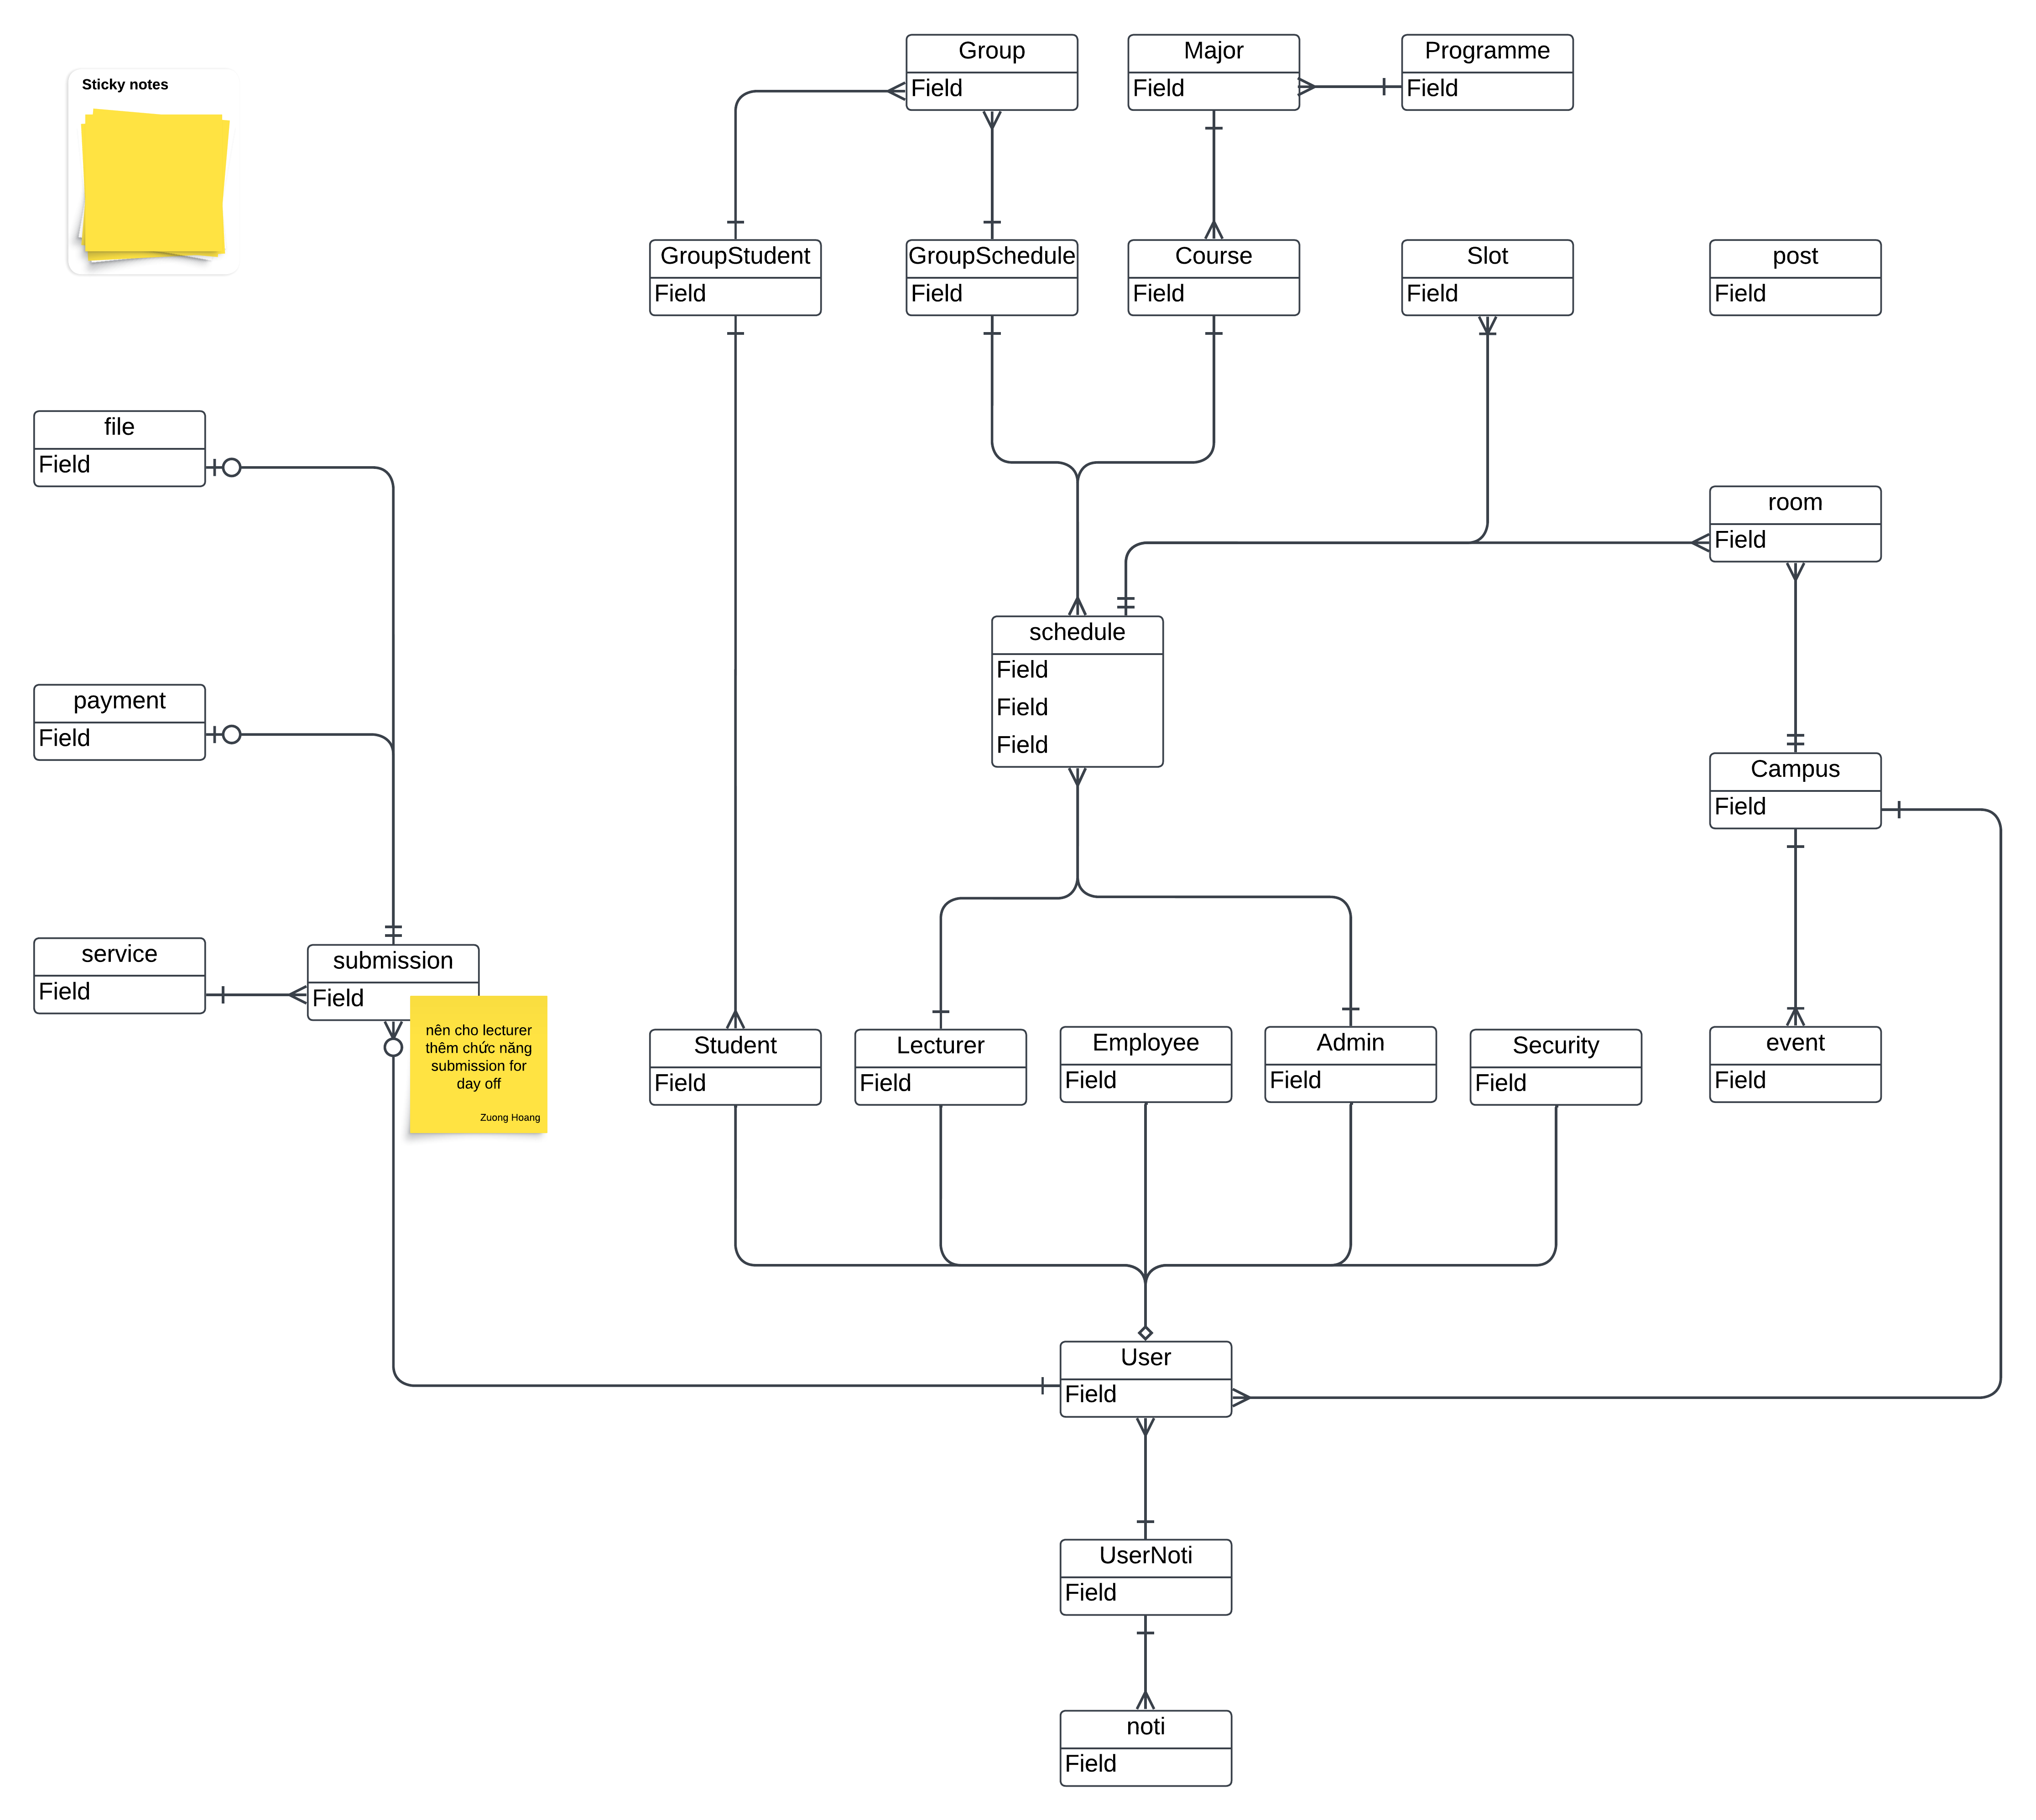 Group
Field
Major
Field
Programme
Field
Sticky notes
GroupStudent
Field
GroupSchedule
Field
Course
Field
Slot
Field
post
Field
file
Field
room
Field
schedule
Field
Field
Field
payment
Field
Campus
Field
service
Field
submission
Field
nên cho lecturer
thêm chức năng
submission for
day off
Zuong Hoang
Student
Field
Lecturer
Field
Employee
Field
Admin
Field
Security
Field
event
Field
User
Field
UserNoti
Field
noti
Field